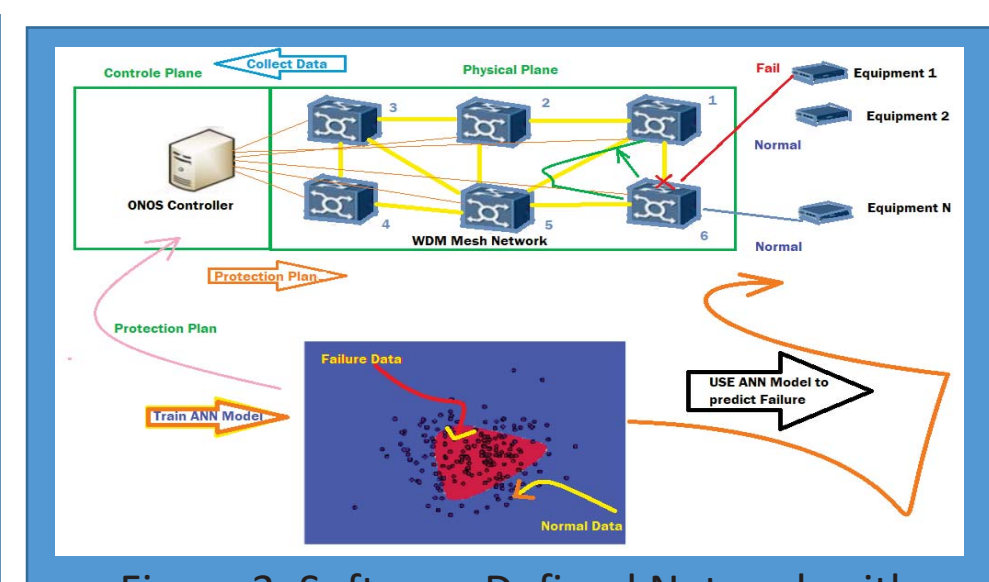 Controle Plane
Collect Data
Physical Plane
Fail
Equipment 1
3
2
1
Equipment 2
Normal
ONOS Controller
4
5
6
Equipment N
WDM Mesh Network
Normal
Protection Plan
Protection Plan
Failure Data
USE ANN Model to
predict Failure
Train ANN Model
Normal Data